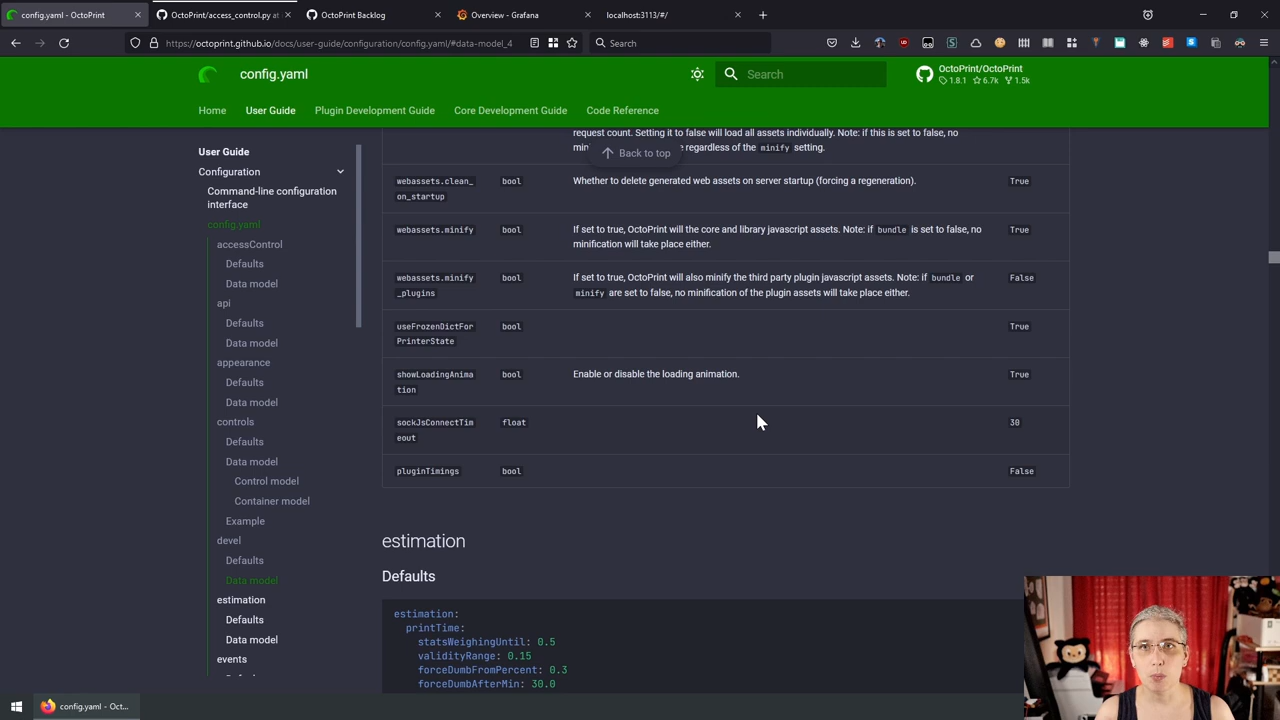 config.yaml - OctoPrint
OctoPrint/access_control.py at
OctoPrint Backlog
Overview - Grafana
localhost:3113/#/
https://octoprint.github.io/docs/user-guide/configuration/config.yaml/#data-model_4
Search
config.yaml
Search
OctoPrint/OctoPrint
1.8.1 6.7k 1.5k
Home
User Guide
Plugin Development Guide
Core Development Guide
Code Reference
User Guide
Configuration
Command-line configuration
interface
config.yaml
accessControl
Defaults
Data model
api
Defaults
Data model
appearance
Defaults
Data model
controls
Defaults
Data model
Control model
Container model
Example
devel
Defaults
Data model
estimation
Defaults
Data model
events
request count. Setting it to false will load all assets individually. Note: if this is set to false, no
regardless of the minify setting.
Back to top
webassets.clean_
on_startup
bool
Whether to delete generated web assets on server startup (forcing a regeneration).
True
webassets.minify
bool
If set to true, OctoPrint will the core and library javascript assets. Note: if bundle is set to false, no
minification will take place either.
True
webassets.minify
_plugins
bool
If set to true, OctoPrint will also minify the third party plugin javascript assets. Note: if bundle or
minify are set to false, no minification of the plugin assets will take place either.
False
useFrozenDictFor
PrinterState
bool
True
showLoadingAnima
tion
bool
Enable or disable the loading animation.
True
sockJsConnectTim
eout
float
30
pluginTimings
bool
False
estimation
Defaults
estimation:
printTime:
statsWeighingUntil: 0.5
validityRange: 0.15
forceDumbFromPercent: 0.3
forceDumbAfterMin: 30.0
config.yaml - Oct...